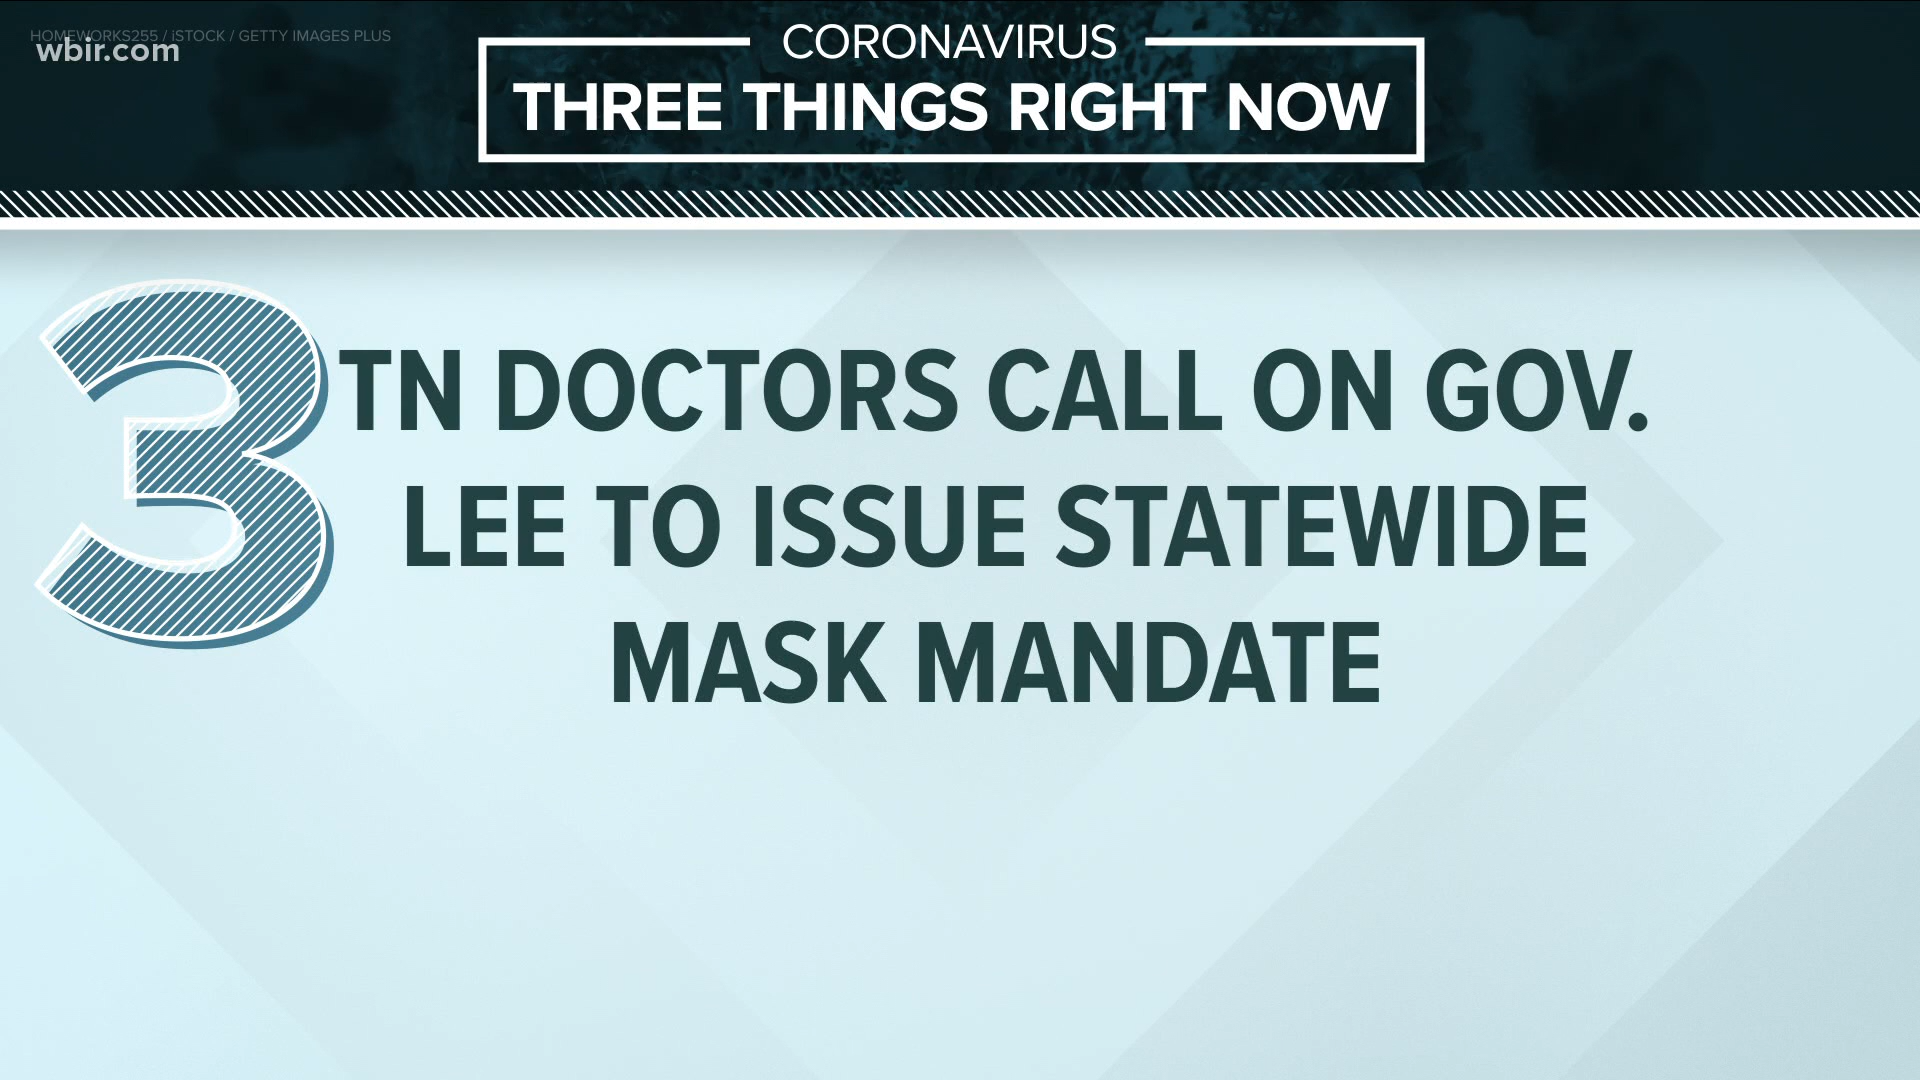 HOMEWORKS255 / iSTOCK / GETTY IMAGES PLUS
wbir.com
CORONAVIRUS
THREE THINGS RIGHT NOW
3
TN DOCTORS CALL ON GOV.
LEE TO ISSUE STATEWIDE
MASK MANDATE